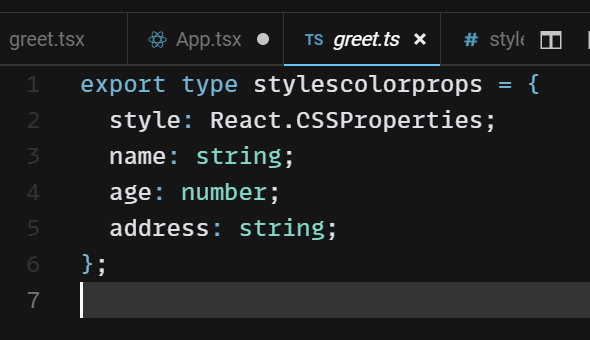 greet.tsx App.tsx TS greet.ts # style
1 export type stylescolorprops = {
2 style: React.CSSProperties;
3 name: string;
4 age: number;
5 address: string;
6 };
7